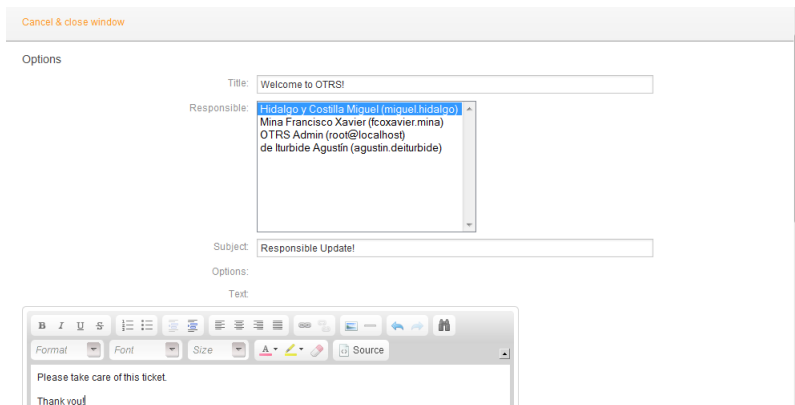 Cancel & close window
Options
Title: Welcome to OTRS!
Responsible: Hidalgo y Costilla Miguel (miguel.hidalgo)
Mina Francisco Xavier (fcoxavier.mina)
OTRS Admin (root@localhost)
de Iturbide Agustín (agustin.deiturbide)
Subject: Responsible Update!
Options:
Text:
B I U S
Format Font Size A Source
Please take care of this ticket.
Thank you!